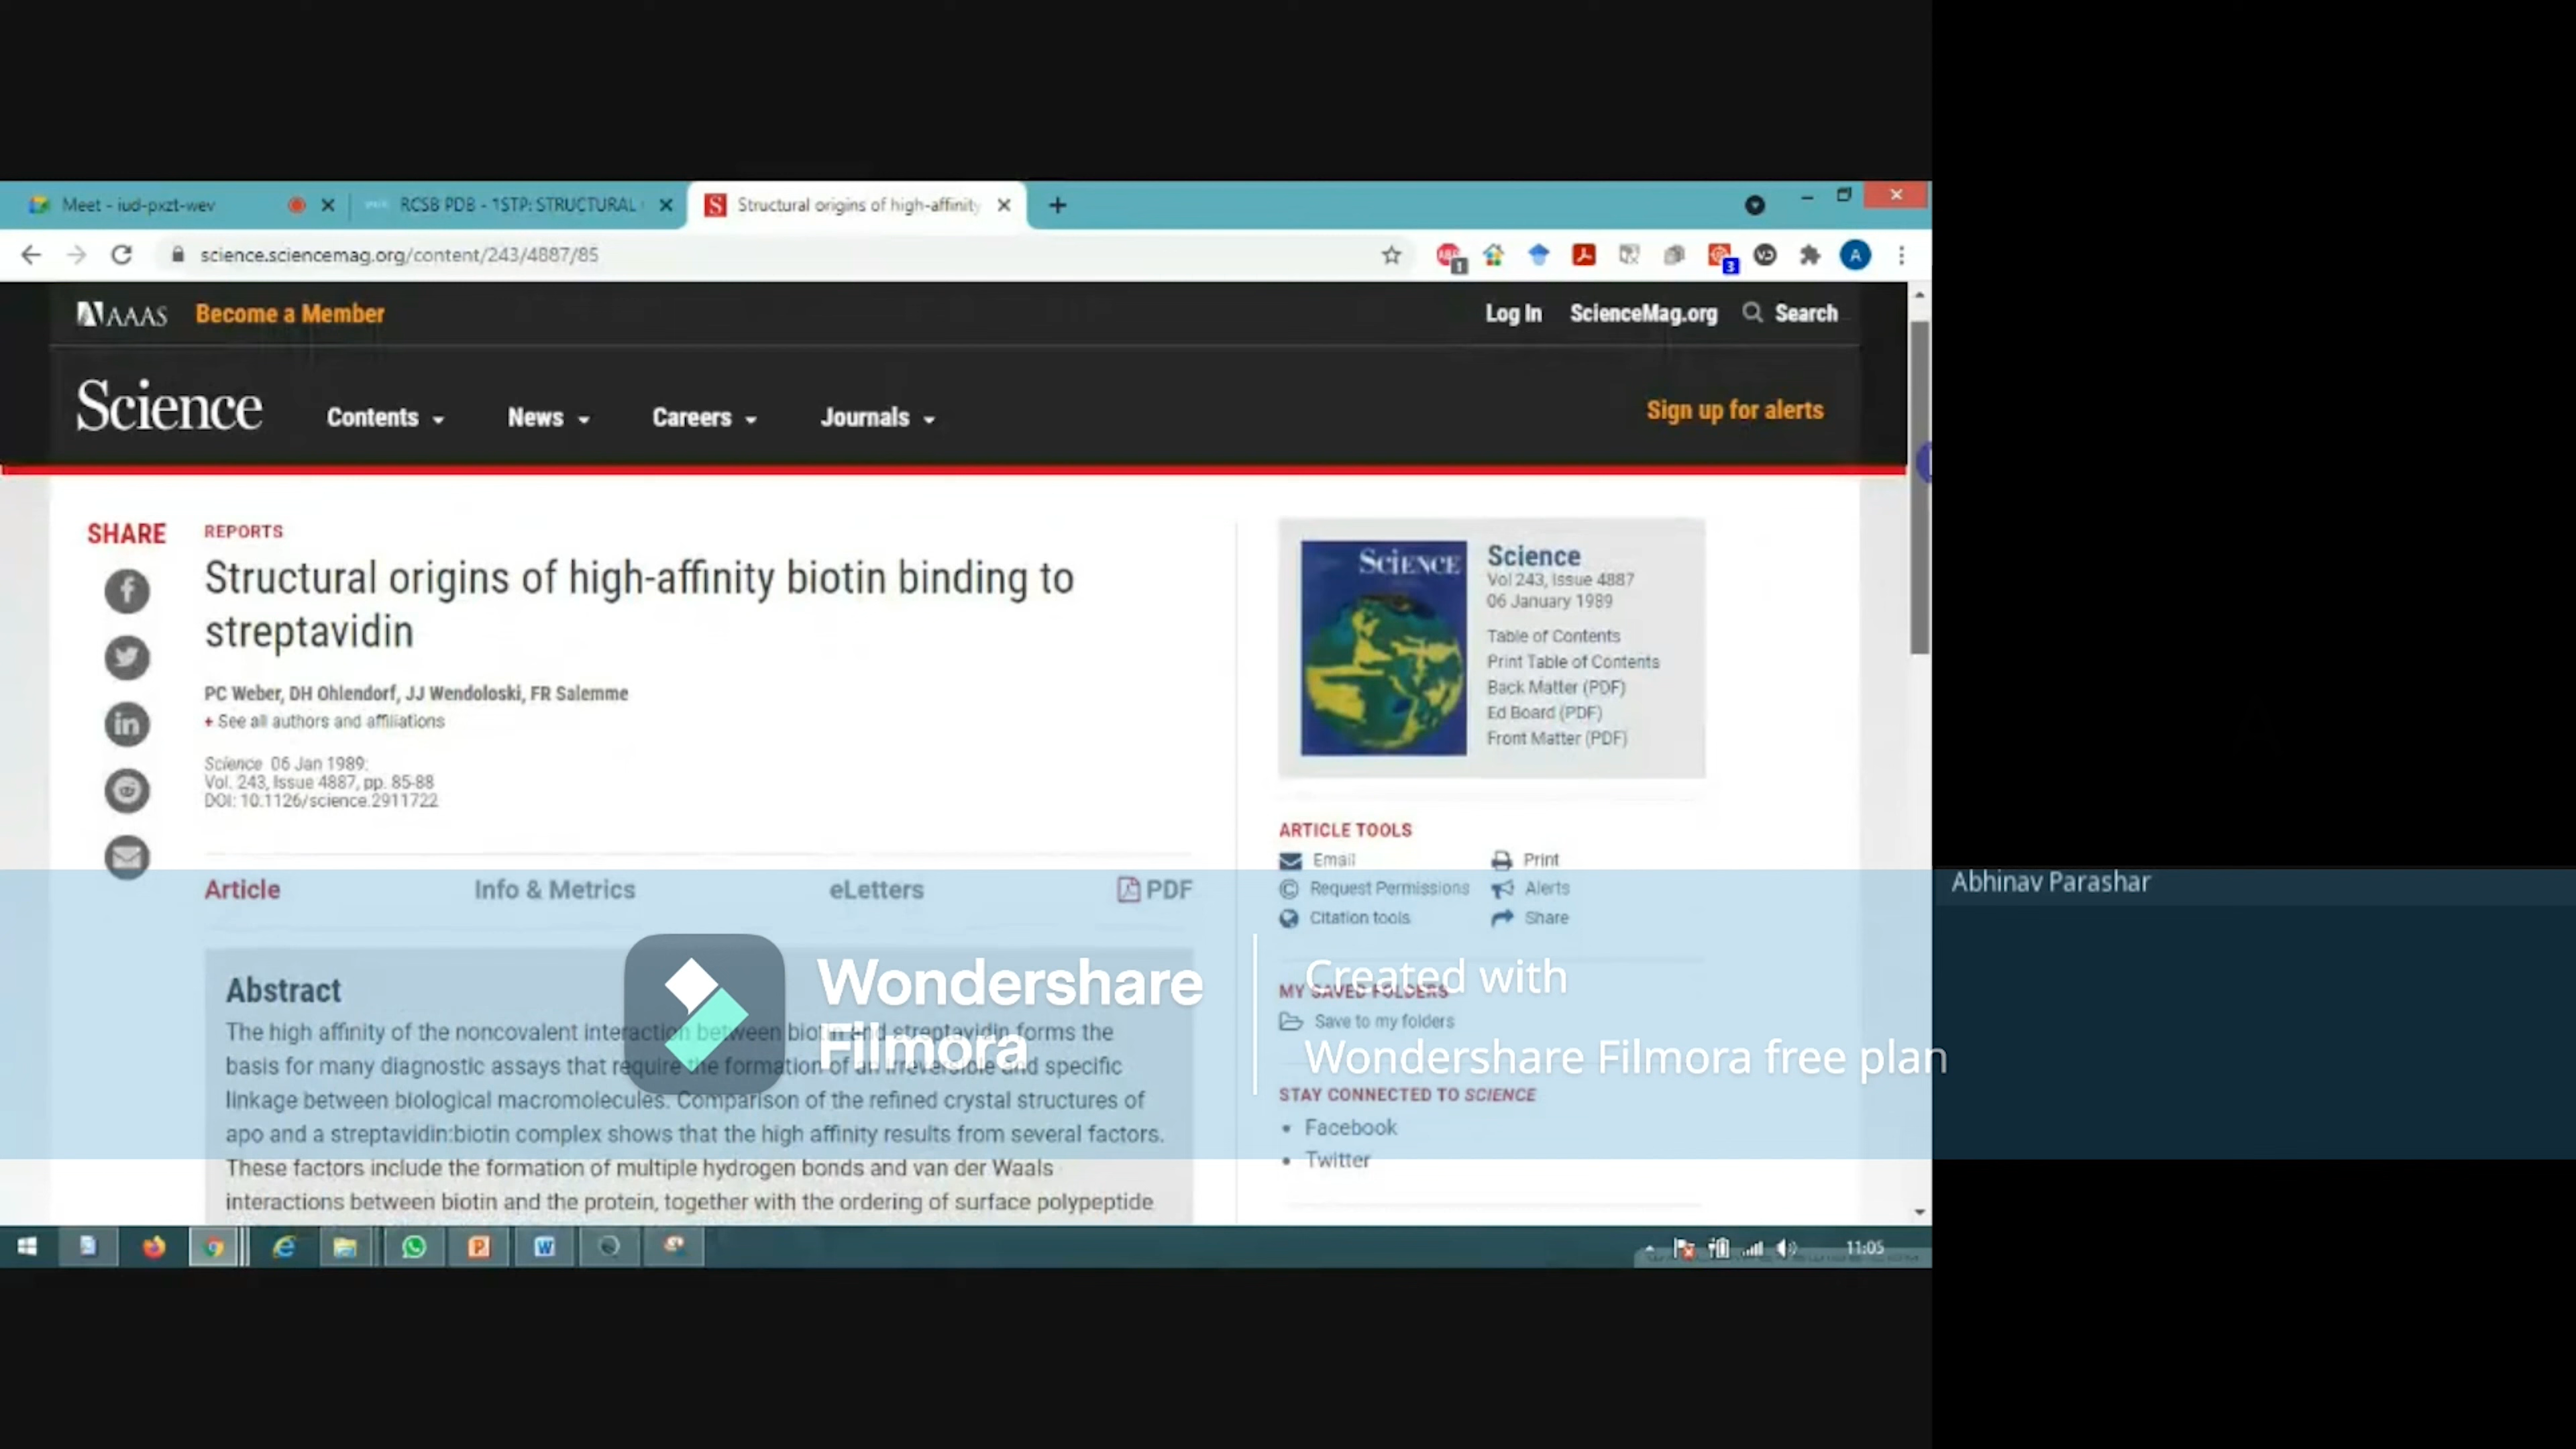 Meet - iud-pxzt-wev
RCSB PDB - 1STP: STRUCTURAL
Structural origins of high-affinity
science.sciencemag.org/content/243/4887/85
1
3
A
AAAS
Become a Member
Log In
ScienceMag.org
Search
Science
Contents
News
Careers
Journals
Sign up for alerts
SHARE
REPORTS
Structural origins of high-affinity biotin binding to
streptavidin
PC Weber, DH Ohlendorf, JJ Wendoloski, FR Salemme
+ See all authors and affiliations
Science 06 Jan 1989:
Vol. 243, Issue 4887, pp. 85-88
DOI: 10.1126/science.2911722
Article
Info & Metrics
eLetters
PDF
Abstract
The high affinity of the noncovalent interaction between biotin and streptavidin forms the
basis for many diagnostic assays that require the formation of an irreversible and specific
linkage between biological macromolecules. Comparison of the refined crystal structures of
apo and a streptavidin:biotin complex shows that the high affinity results from several factors.
These factors include the formation of multiple hydrogen bonds and van der Waals
interactions between biotin and the protein, together with the ordering of surface polypeptide
SCIENCE
Science
Vol 243, Issue 4887
06 January 1989
Table of Contents
Print Table of Contents
Back Matter (PDF)
Ed Board (PDF)
Front Matter (PDF)
ARTICLE TOOLS
Email
Print
Request Permissions
Alerts
Citation tools
Share
MY SAVED FOLDERS
Save to my folders
STAY CONNECTED TO SCIENCE
• Facebook
• Twitter
Abhinav Parashar
Wondershare
Filmora
Created with
Wondershare Filmora free plan
11:05